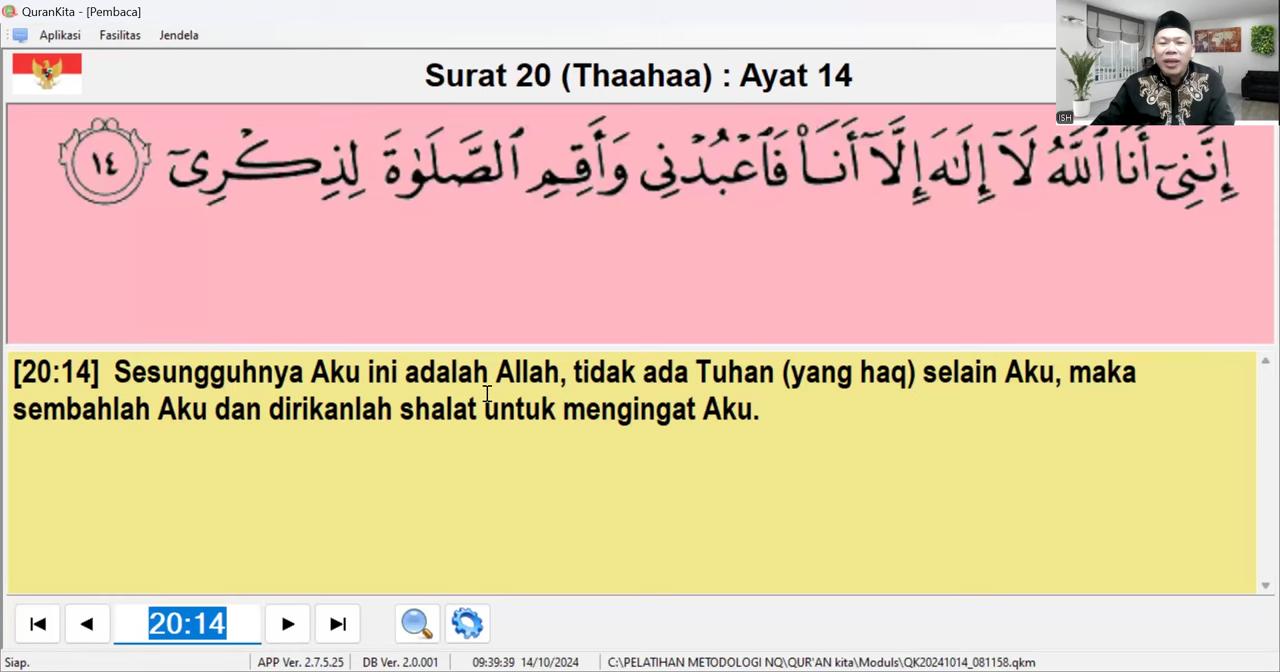 QuranKita - [Pembaca]
Aplikasi Fasilitas Jendela
Surat 20 (Thaahaa) : Ayat 14
ISH
إِنَّنِىٓ أَنَا ٱللَّهُ لَآ إِلَـٰهَ إِلَّآ أَنَا۠ فَٱعْبُدْنِى وَأَقِمِ ٱلصَّلَوٰةَ لِذِكْرِىٓ ١٤
[20:14] Sesungguhnya Aku ini adalah Allah, tidak ada Tuhan (yang haq) selain Aku, maka
sembahlah Aku dan dirikanlah shalat untuk mengingat Aku.
20:14
Siap. APP Ver. 2.7.5.25 DB Ver. 2.0.001 09:39:39 14/10/2024 C:\PELATIHAN METODOLOGI NQ\QUR'AN kita\Moduls\QK20241014_081158.qkm